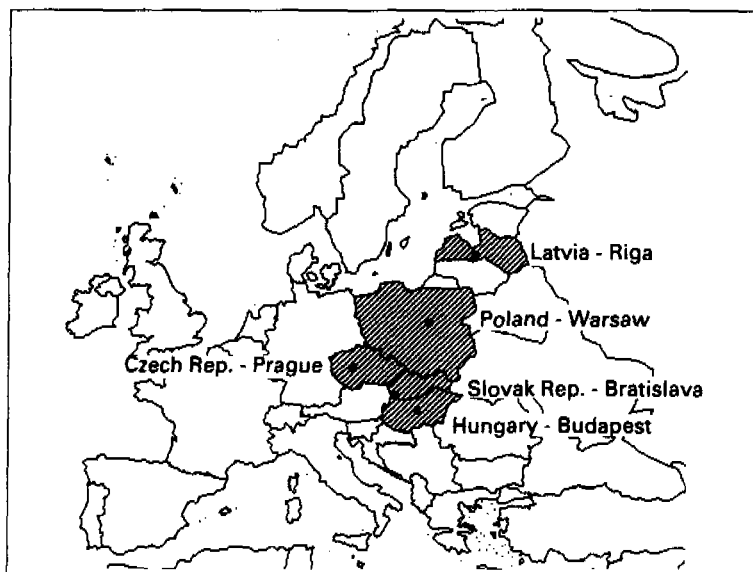 Latvia - Riga
Poland - Warsaw
Czech Rep. - Prague
Slovak Rep. - Bratislava
Hungary - Budapest